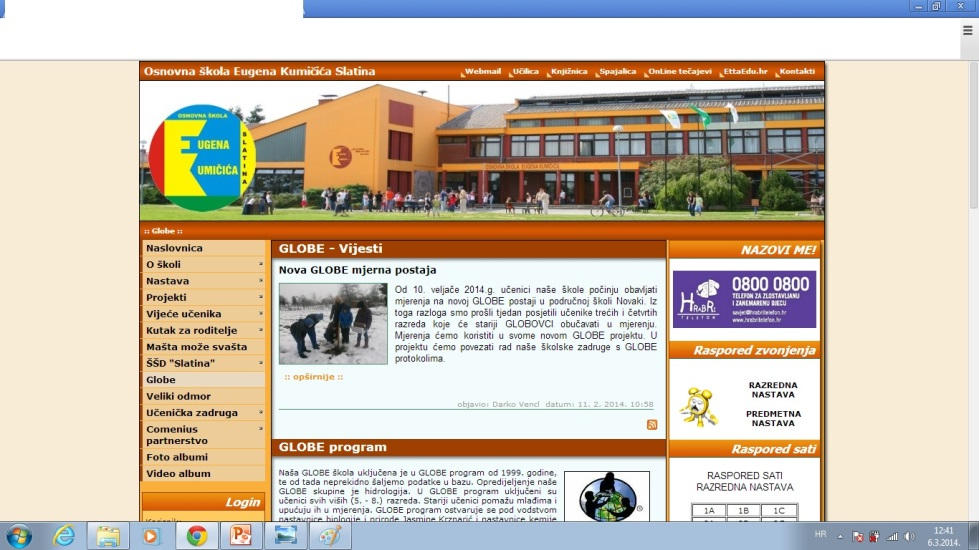 Osnovna škola Eugena Kumičića Slatina
Webmail Učilica Knjižnica Spajalica OnLine tečajevi EttaEdu.hr Kontakti
OSNOVNA ŠKOLA
EUGENA
KUMIČIĆA
SLATINA
OSNOVNA ŠKOLA EUGENA KUMIČIĆA
:: Globe ::
Naslovnica
O školi
Nastava
Projekti
Vijeće učenika
Kutak za roditelje
Mašta može svašta
ŠŠD "Slatina"
Globe
Veliki odmor
Učenička zadruga
Comenius
partnerstvo
Foto albumi
Video album
Login
GLOBE - Vijesti
Nova GLOBE mjerna postaja
Od 10. veljače 2014.g. učenici naše škole počinju obavljati
mjerenja na novoj GLOBE postaji u područnoj školi Novaki. Iz
toga razloga smo prošli tjedan posjetili učenike trećih i četvrtih
razreda koje će stariji GLOBOVCI obučavati u mjerenju.
Mjerenja ćemo koristiti u svome novom GLOBE projektu. U
projektu ćemo povezati rad naše školske zadruge s GLOBE
protokolima.
:: opširnije ::
objavio: Darko Vencl datum: 11. 2. 2014. 10:58
GLOBE program
Naša GLOBE škola uključena je u GLOBE program od 1999. godine,
te od tada neprekidno šaljemo podatke u bazu. Opredijeljenje naše
GLOBE skupine je hidrologija. U GLOBE program uključeni su
učenici svih viših (5. - 8.) razreda. Stariji učenici pomažu mlađima i
upućuju ih u mjerenja. GLOBE program ostvaruje se pod vodstvom
nastavnice biologije i prirode Jasmine Krznarić i nastavnice kemije
NAZOVI ME!
HRABRI
TELEFON
0800 0800
TELEFON ZA ZLOSTAVLJANU
I ZANEMARENU DJECU
savjet@hrabritelefon.hr
www.hrabritelefon.hr
Raspored zvonjenja
RAZREDNA
NASTAVA
PREDMETNA
NASTAVA
Raspored sati
RASPORED SATI
RAZREDNA NASTAVA
1A 1B 1C
HR
12:41
6.3.2014.